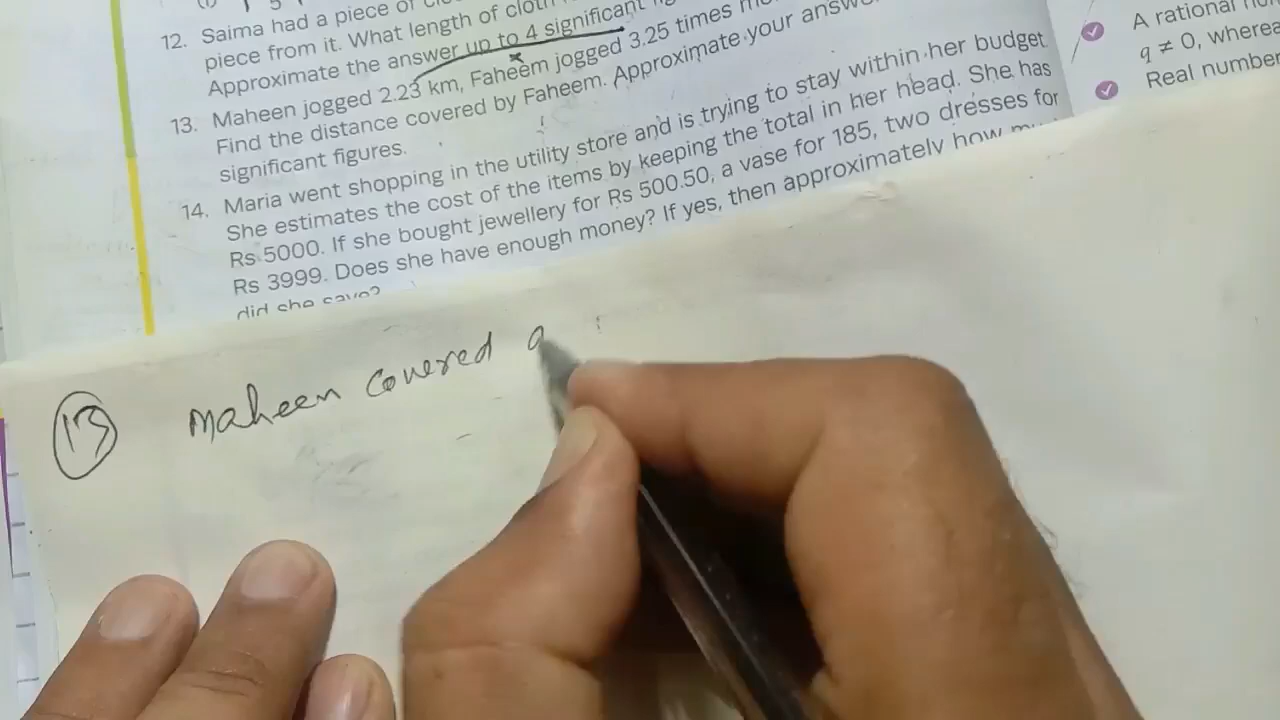 12. Saima had a piece of
piece from it. What length of cloth
Approximate the answer up to 4 significant
13. Maheen jogged 2.23 km, Faheem jogged 3.25 times
Find the distance covered by Faheem. Approximate your answ
significant figures.
14. Maria went shopping in the utility store and is trying to stay within her budget
She estimates the cost of the items by keeping the total in her head. She has
Rs 5000. If she bought jewellery for Rs 500.50, a vase for 185, two dresses for
Rs 3999. Does she have enough money? If yes, then approximately how
did she save?
A rational
q ≠ 0, wherea
Real number
13 Maheen covered